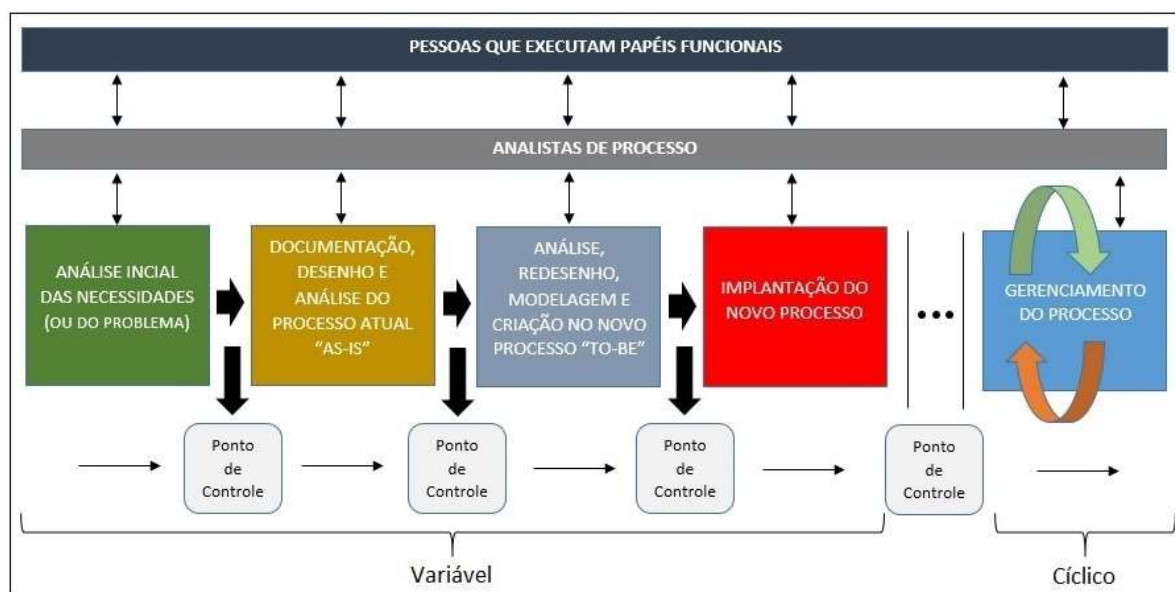 PESSOAS QUE EXECUTAM PAPÉIS FUNCIONAIS
ANALISTAS DE PROCESSO
ANÁLISE INCIAL
DAS NECESSIDADES
(OU DO PROBLEMA)
DOCUMENTAÇÃO,
DESENHO E
ANÁLISE DO
PROCESSO ATUAL
“AS-IS”
ANÁLISE,
REDESENHO,
MODELAGEM E
CRIAÇÃO NO NOVO
PROCESSO “TO-BE”
IMPLANTAÇÃO DO
NOVO PROCESSO
GERENCIAMENTO
DO PROCESSO
Ponto
de
Controle
Ponto
de
Controle
Ponto
de
Controle
Ponto
de
Controle
Variável
Cíclico